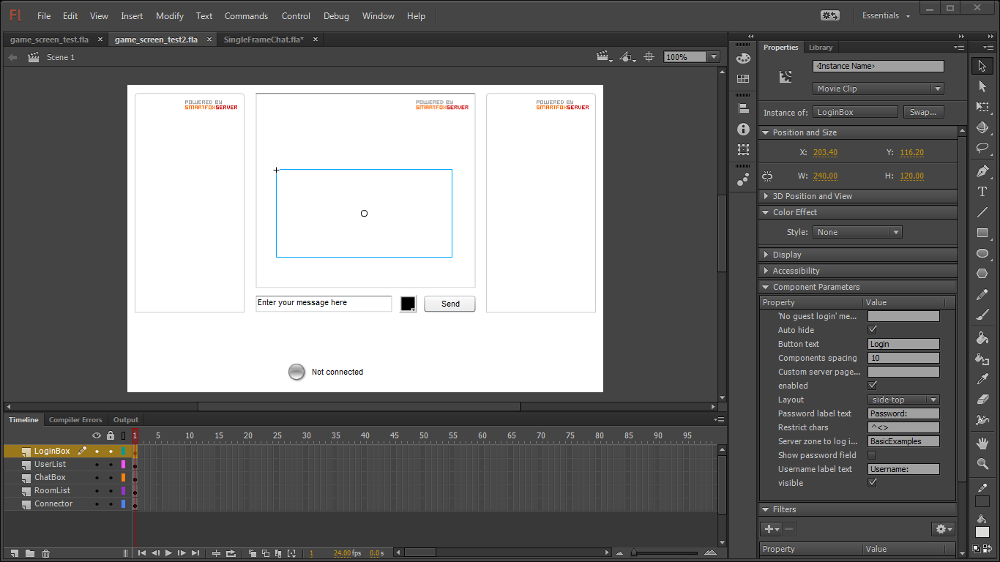 Fl File Edit View Insert Modify Text Commands Control Debug Window Help Essentials
game_screen_test.fla × game_screen_test2.fla × SingleFrameChat.fla* ×
Scene 1 100%
POWERED BY
SMARTFOXSERVER
POWERED BY
SMARTFOXSERVER
POWERED BY
SMARTFOXSERVER
Enter your message here Send
Not connected
Properties Library
<Instance Name>
Movie Clip
Instance of: LoginBox Swap...
Position and Size
X: 203.40 Y: 116.20
W: 240.00 H: 120.00
3D Position and View
Color Effect
Style: None
Display
Accessibility
Component Parameters
Property Value
'No guest login' me...
Auto hide
Button text Login
Components spacing 10
Custom server page...
enabled
Layout side-top
Password label text Password:
Restrict chars ^<>
Server zone to log i... BasicExamples
Show password field
Username label text Username:
visible
Filters
Property Value
Timeline Compiler Errors Output
1 5 10 15 20 25 30 35 40 45 50 55 60 65 70 75 80 85 90 95
LoginBox
UserList
ChatBox
RoomList
Connector
1 24.00 fps 0.0 s